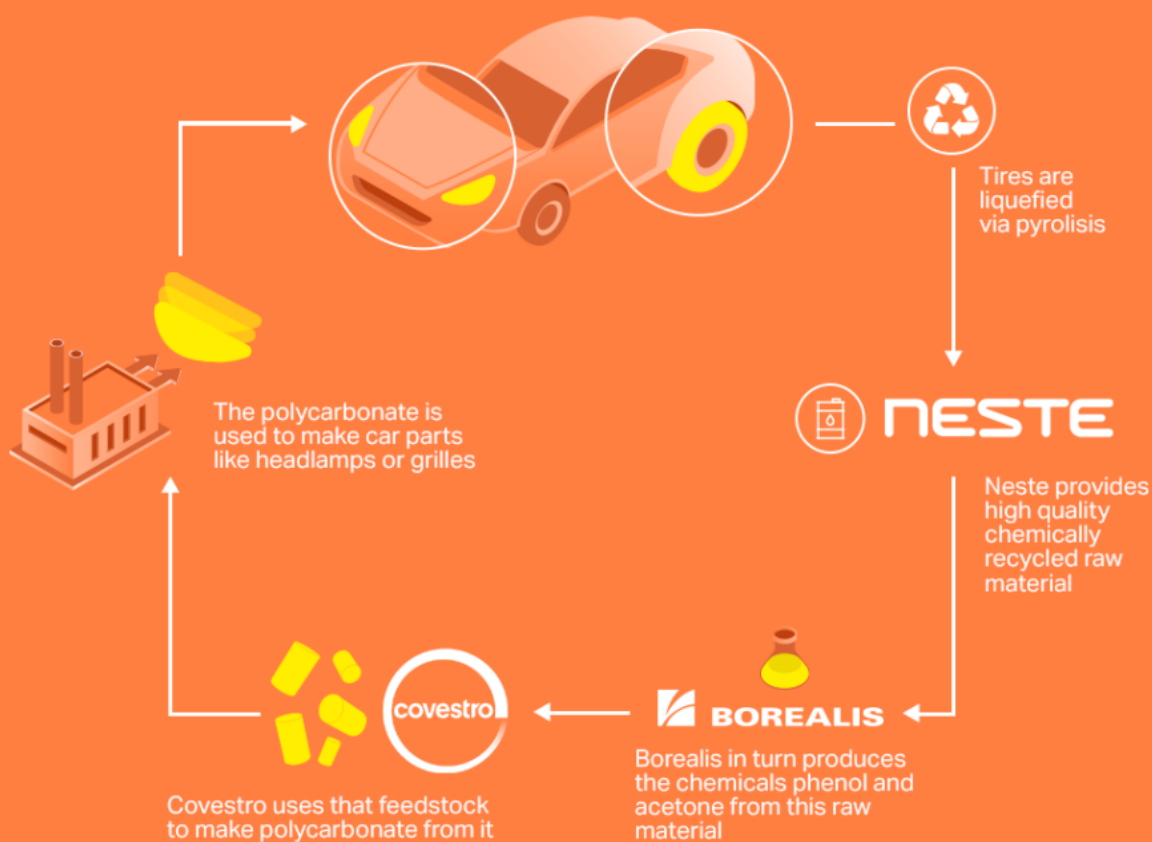 Tires are
liquefied
via pyrolisis
NESTE
Neste provides
high quality
chemically
recycled raw
material
BOREALIS
Borealis in turn produces
the chemicals phenol and
acetone from this raw
material
covestro
Covestro uses that feedstock
to make polycarbonate from it
The polycarbonate is
used to make car parts
like headlamps or grilles